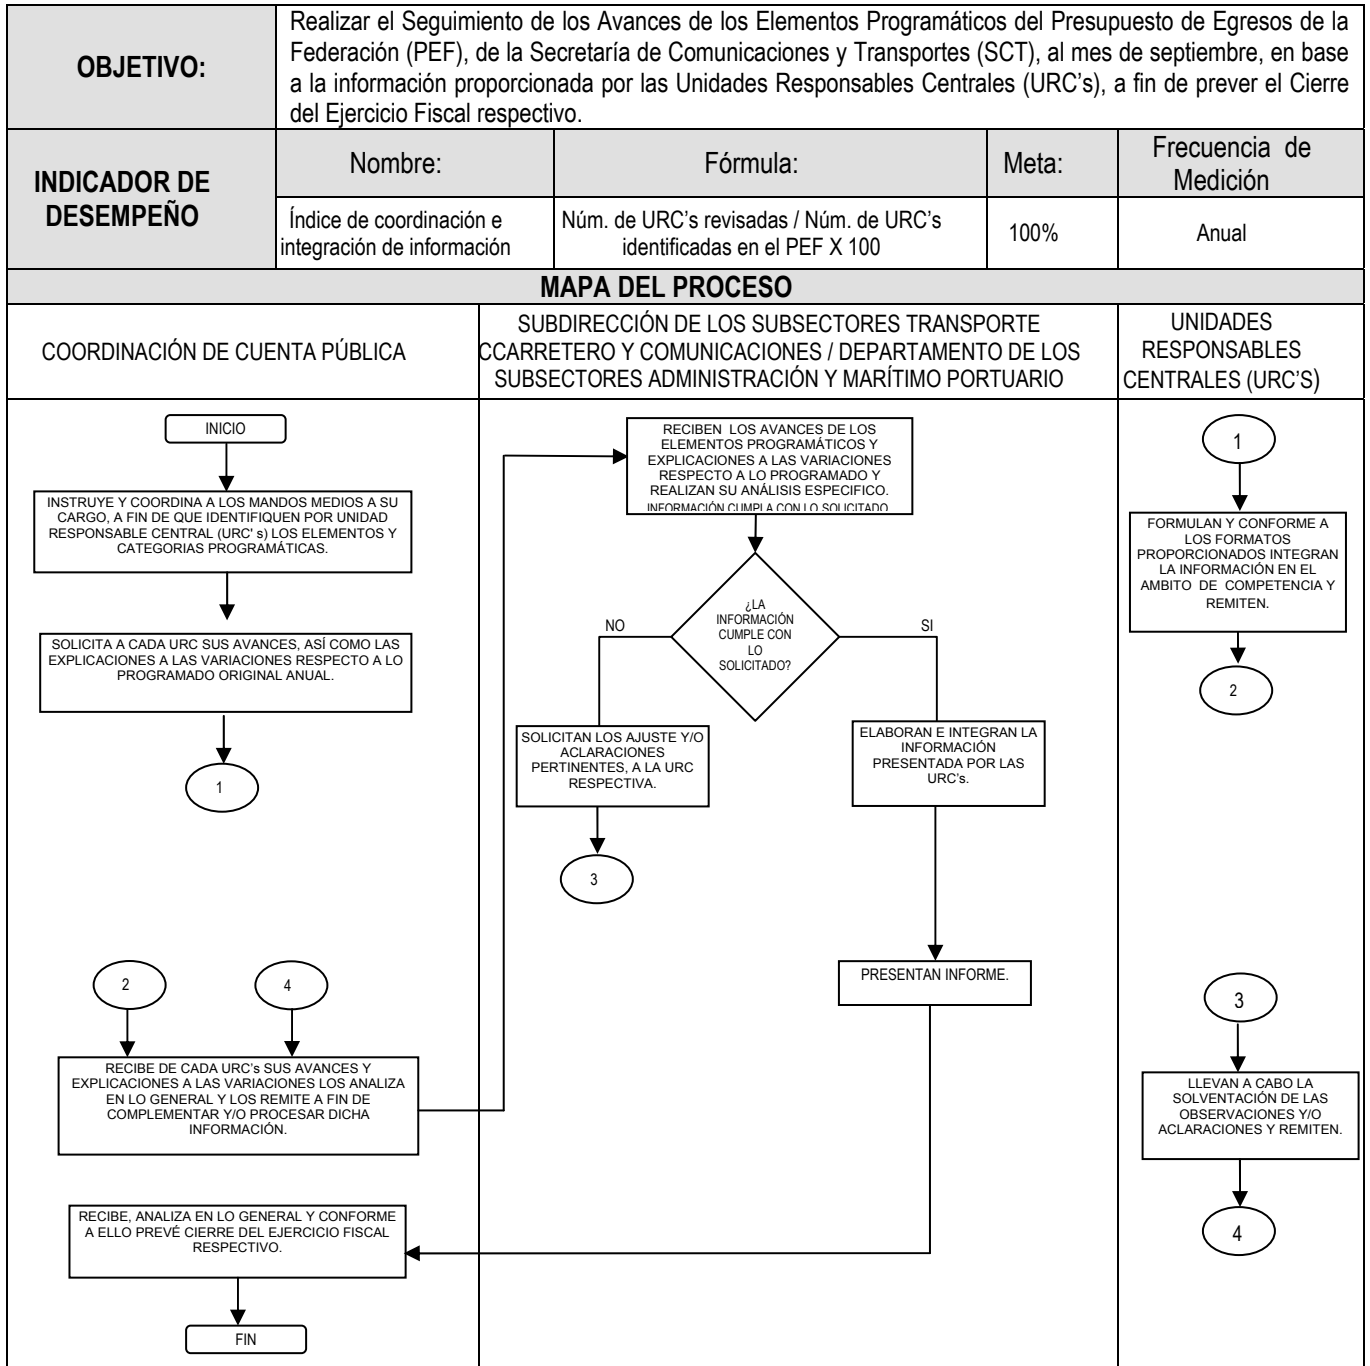 OBJETIVO:
Realizar el Seguimiento de los Avances de los Elementos Programáticos del Presupuesto de Egresos de la
Federación (PEF), de la Secretaría de Comunicaciones y Transportes (SCT), al mes de septiembre, en base
a la información proporcionada por las Unidades Responsables Centrales (URC's), a fin de prever el Cierre
del Ejercicio Fiscal respectivo.
INDICADOR DE
DESEMPEÑO
Nombre:
Fórmula:
Meta:
Frecuencia de
Medición
Índice de coordinación e
integración de información
Núm. de URC's revisadas / Núm. de URC's
identificadas en el PEF X 100
100%
Anual
MAPA DEL PROCESO
COORDINACIÓN DE CUENTA PÚBLICA
SUBDIRECCIÓN DE LOS SUBSECTORES TRANSPORTE
CCARRETERO Y COMUNICACIONES / DEPARTAMENTO DE LOS
SUBSECTORES ADMINISTRACIÓN Y MARÍTIMO PORTUARIO
UNIDADES
RESPONSABLES
CENTRALES (URC'S)
INICIO
INSTRUYE Y COORDINA A LOS MANDOS MEDIOS A SU
CARGO, A FIN DE QUE IDENTIFIQUEN POR UNIDAD
RESPONSABLE CENTRAL (URC' s) LOS ELEMENTOS Y
CATEGORIAS PROGRAMÁTICAS.
SOLICITA A CADA URC SUS AVANCES, ASÍ COMO LAS
EXPLICACIONES A LAS VARIACIONES RESPECTO A LO
PROGRAMADO ORIGINAL ANUAL.
1
2
4
RECIBE DE CADA URC's SUS AVANCES Y
EXPLICACIONES A LAS VARIACIONES LOS ANALIZA
EN LO GENERAL Y LOS REMITE A FIN DE
COMPLEMENTAR Y/O PROCESAR DICHA
INFORMACIÓN.
RECIBE, ANALIZA EN LO GENERAL Y CONFORME
A ELLO PREVÉ CIERRE DEL EJERCICIO FISCAL
RESPECTIVO.
FIN
RECIBEN LOS AVANCES DE LOS
ELEMENTOS PROGRAMÁTICOS Y
EXPLICACIONES A LAS VARIACIONES
RESPECTO A LO PROGRAMADO Y
REALIZAN SU ANÁLISIS ESPECIFICO.
INFORMACIÓN CUMPLA CON LO SOLICITADO
¿LA
INFORMACIÓN
CUMPLE CON
LO
SOLICITADO?
NO
SI
SOLICITAN LOS AJUSTE Y/O
ACLARACIONES
PERTINENTES, A LA URC
RESPECTIVA.
3
ELABORAN E INTEGRAN LA
INFORMACIÓN
PRESENTADA POR LAS
URC's.
PRESENTAN INFORME.
1
FORMULAN Y CONFORME A
LOS FORMATOS
PROPORCIONADOS INTEGRAN
LA INFORMACIÓN EN EL
AMBITO DE COMPETENCIA Y
REMITEN.
2
3
LLEVAN A CABO LA
SOLVENTACIÓN DE LAS
OBSERVACIONES Y/O
ACLARACIONES Y REMITEN.
4